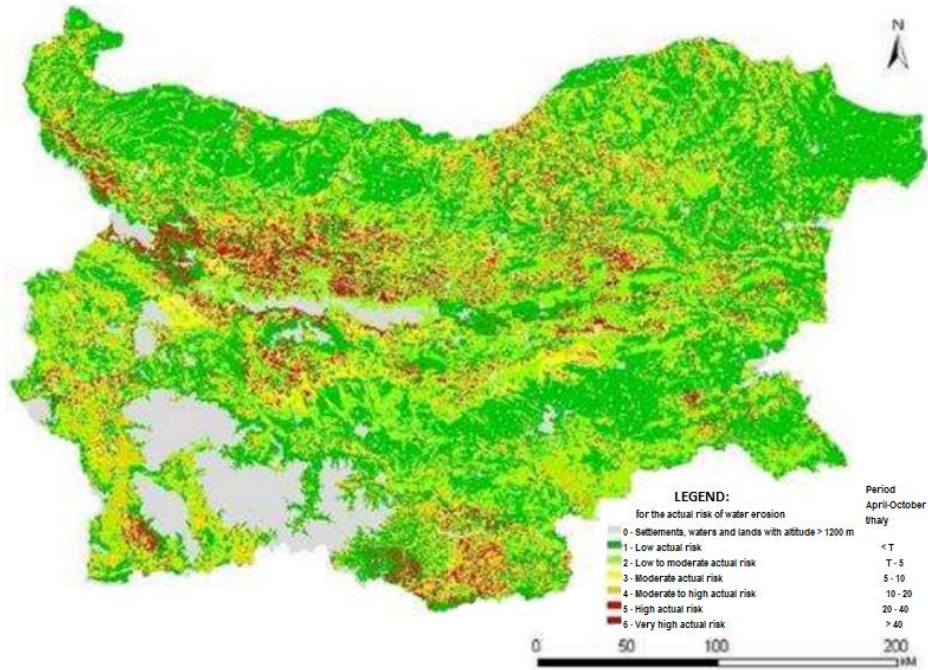 N
LEGEND:
for the actual risk of water erosion
Period
April-October
t/haly
0 - Settlements, waters and lands with altitude > 1200 m
1 - Low actual risk < T
2 - Low to moderate actual risk T - 5
3 - Moderate actual risk 5 - 10
4 - Moderate to high actual risk 10 - 20
5 - High actual risk 20 - 40
6 - Very high actual risk > 40
0 50 100 200
KM